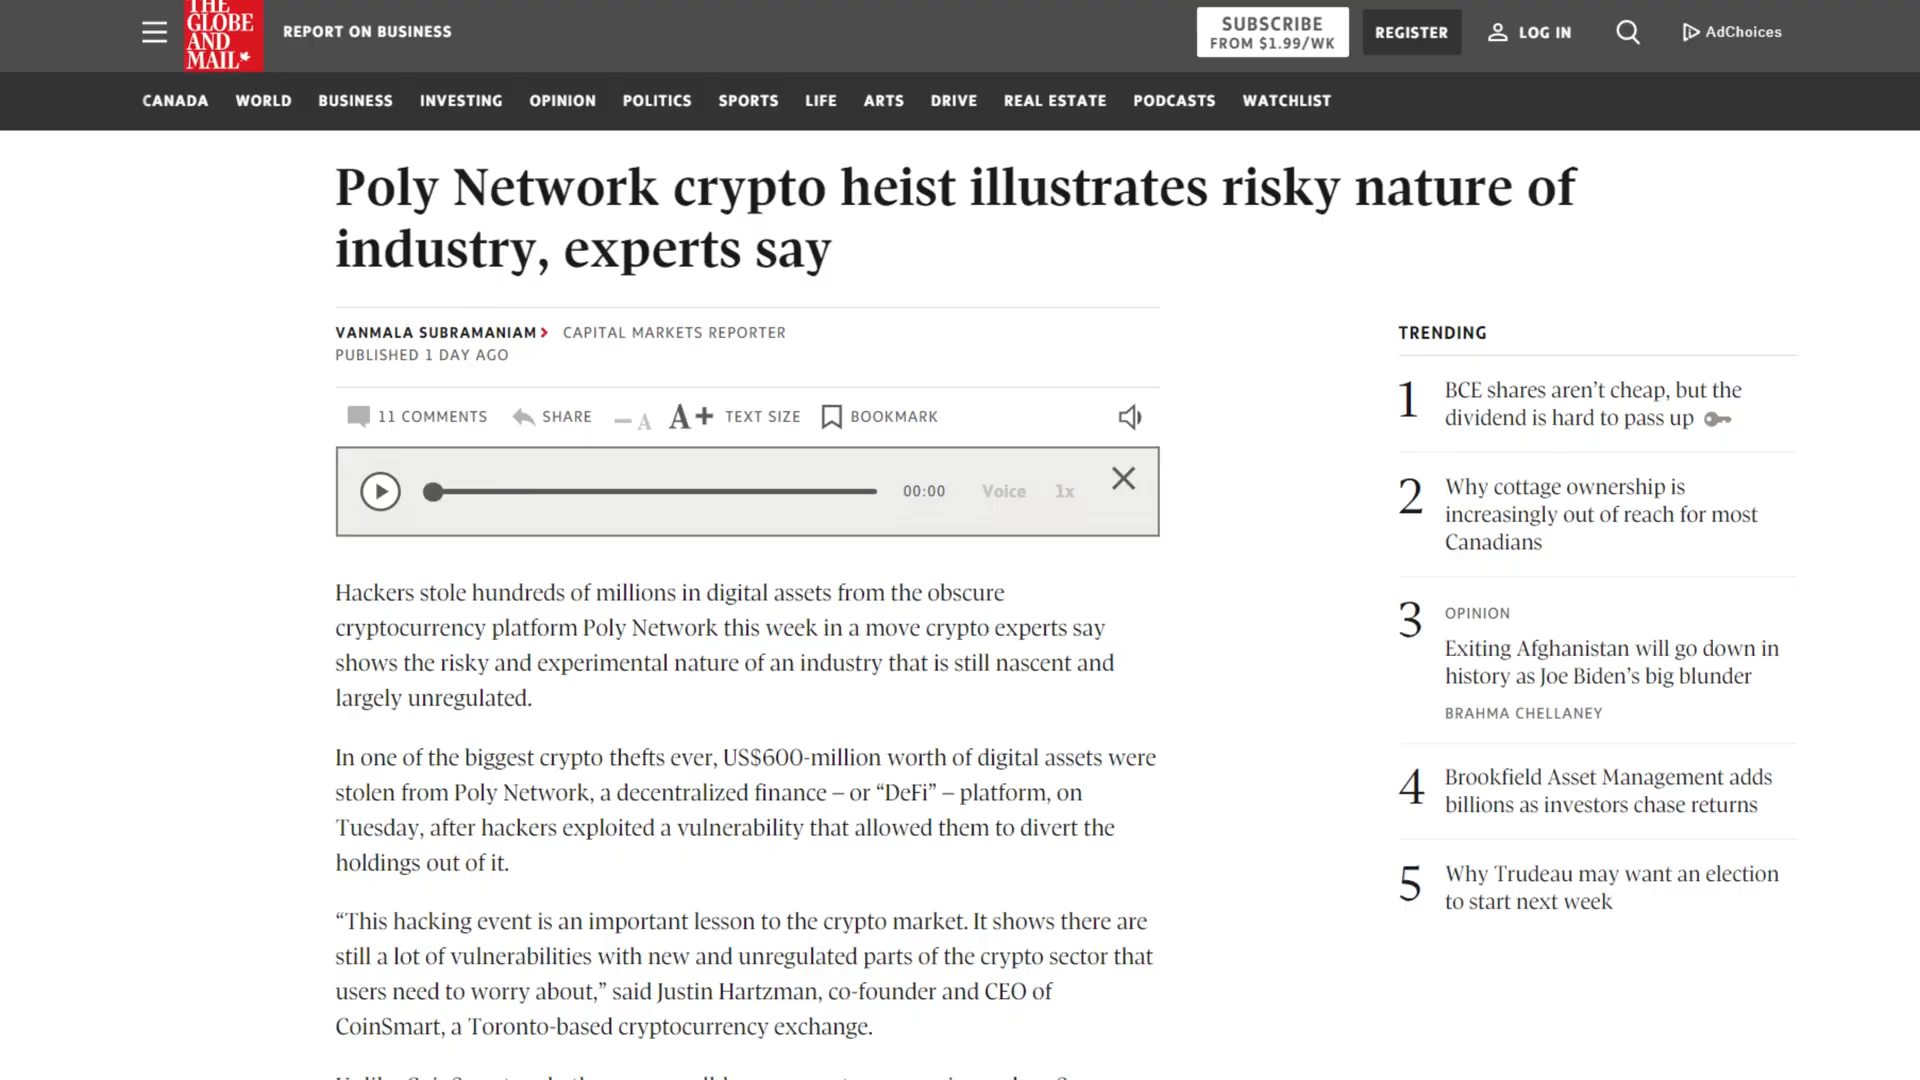 THE
GLOBE
AND
MAIL
REPORT ON BUSINESS
SUBSCRIBE
FROM $1.99/WK
REGISTER
LOG IN
AdChoices
CANADA WORLD BUSINESS INVESTING OPINION POLITICS SPORTS LIFE ARTS DRIVE REAL ESTATE PODCASTS WATCHLIST
Poly Network crypto heist illustrates risky nature of
industry, experts say
VANMALA SUBRAMANIAM CAPITAL MARKETS REPORTER
PUBLISHED 1 DAY AGO
11 COMMENTS SHARE — A A+ TEXT SIZE BOOKMARK
00:00 Voice 1x
Hackers stole hundreds of millions in digital assets from the obscure
cryptocurrency platform Poly Network this week in a move crypto experts say
shows the risky and experimental nature of an industry that is still nascent and
largely unregulated.
In one of the biggest crypto thefts ever, US$600-million worth of digital assets were
stolen from Poly Network, a decentralized finance – or “DeFi” – platform, on
Tuesday, after hackers exploited a vulnerability that allowed them to divert the
holdings out of it.
“This hacking event is an important lesson to the crypto market. It shows there are
still a lot of vulnerabilities with new and unregulated parts of the crypto sector that
users need to worry about,” said Justin Hartzman, co-founder and CEO of
CoinSmart, a Toronto-based cryptocurrency exchange.
TRENDING
1 BCE shares aren’t cheap, but the
dividend is hard to pass up
2 Why cottage ownership is
increasingly out of reach for most
Canadians
3 OPINION
Exiting Afghanistan will go down in
history as Joe Biden’s big blunder
BRAHMA CHELLANEY
4 Brookfield Asset Management adds
billions as investors chase returns
5 Why Trudeau may want an election
to start next week